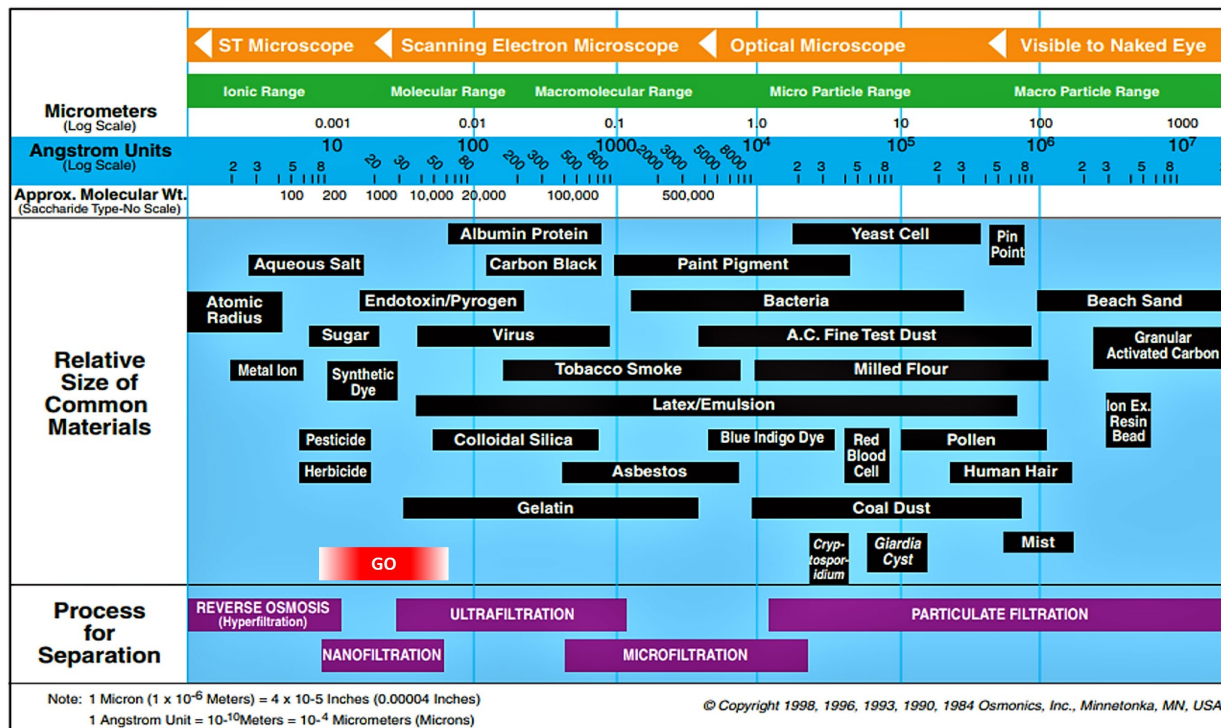 ST Microscope Scanning Electron Microscope Optical Microscope Visible to Naked Eye
Ionic Range Molecular Range Macromolecular Range Micro Particle Range Macro Particle Range
Micrometers
(Log Scale)
0.001 0.01 0.1 1.0 10 100 1000
Angstrom Units
(Log Scale)
10 100 1000 10⁴ 10⁵ 10⁶ 10⁷
2 3 5 8 20 30 50 80 200 300 500 800 2000 3000 5000 8000 2 3 5 8 2 3 5 8 2 3 5 8
Approx. Molecular Wt.
(Saccharide Type-No Scale)
100 200 1000 10,000 20,000 100,000 500,000
Relative
Size of
Common
Materials
Albumin Protein Yeast Cell Pin
Point
Aqueous Salt Carbon Black Paint Pigment
Atomic
Radius
Endotoxin/Pyrogen Bacteria Beach Sand
Sugar Virus A.C. Fine Test Dust Granular
Activated Carbon
Metal Ion Synthetic
Dye
Tobacco Smoke Milled Flour
Latex/Emulsion Ion Ex.
Resin
Bead
Pesticide Colloidal Silica Blue Indigo Dye Red
Blood
Cell
Pollen
Herbicide Asbestos Human Hair
Gelatin Coal Dust
GO Cryp-
tospor-
idium
Giardia
Cyst
Mist
Process
for
Separation
REVERSE OSMOSIS
(Hyperfiltration)
ULTRAFILTRATION PARTICULATE FILTRATION
NANOFILTRATION MICROFILTRATION
Note: 1 Micron (1 x 10⁻⁶ Meters) = 4 x 10-5 Inches (0.00004 Inches)
1 Angstrom Unit = 10-¹⁰Meters = 10-⁴ Micrometers (Microns)
© Copyright 1998, 1996, 1993, 1990, 1984 Osmonics, Inc., Minnetonka, MN, USA